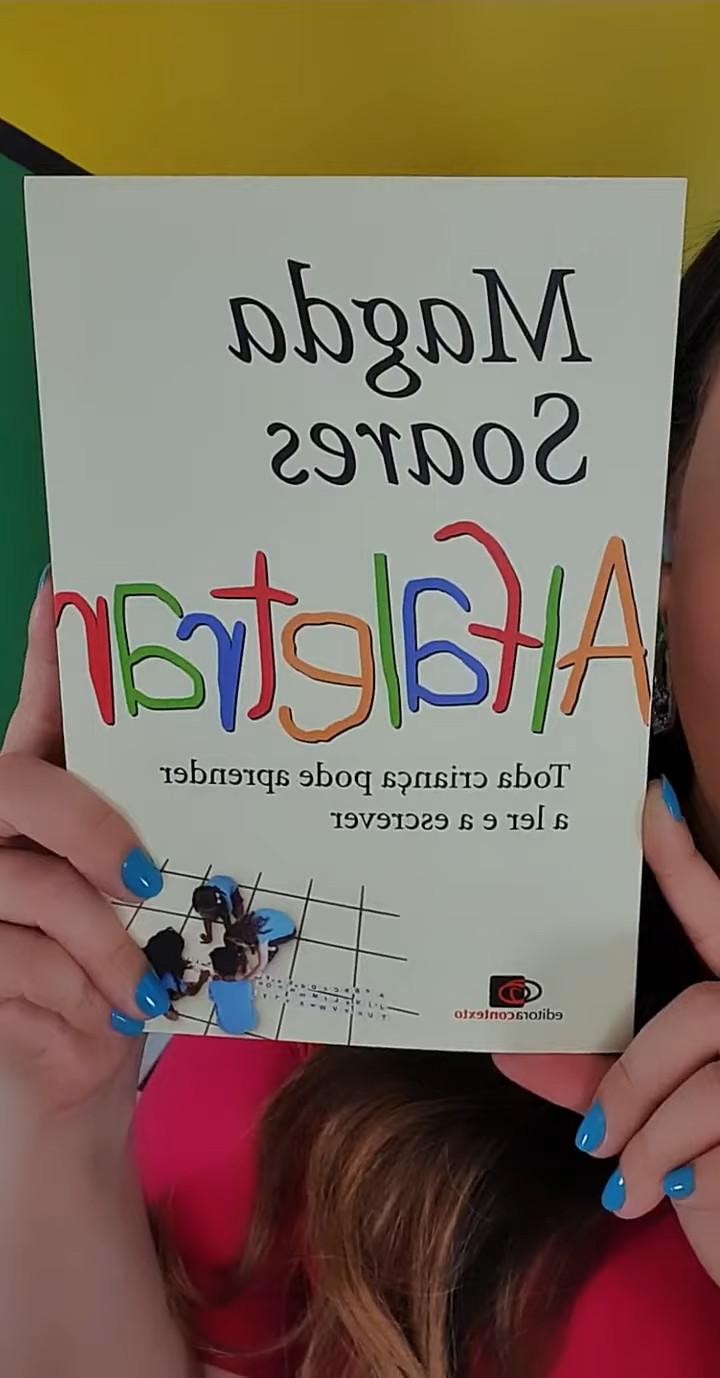 Magda
Soares
Alfaletrar
Toda criança pode aprender
a ler e a escrever
editoracontexto